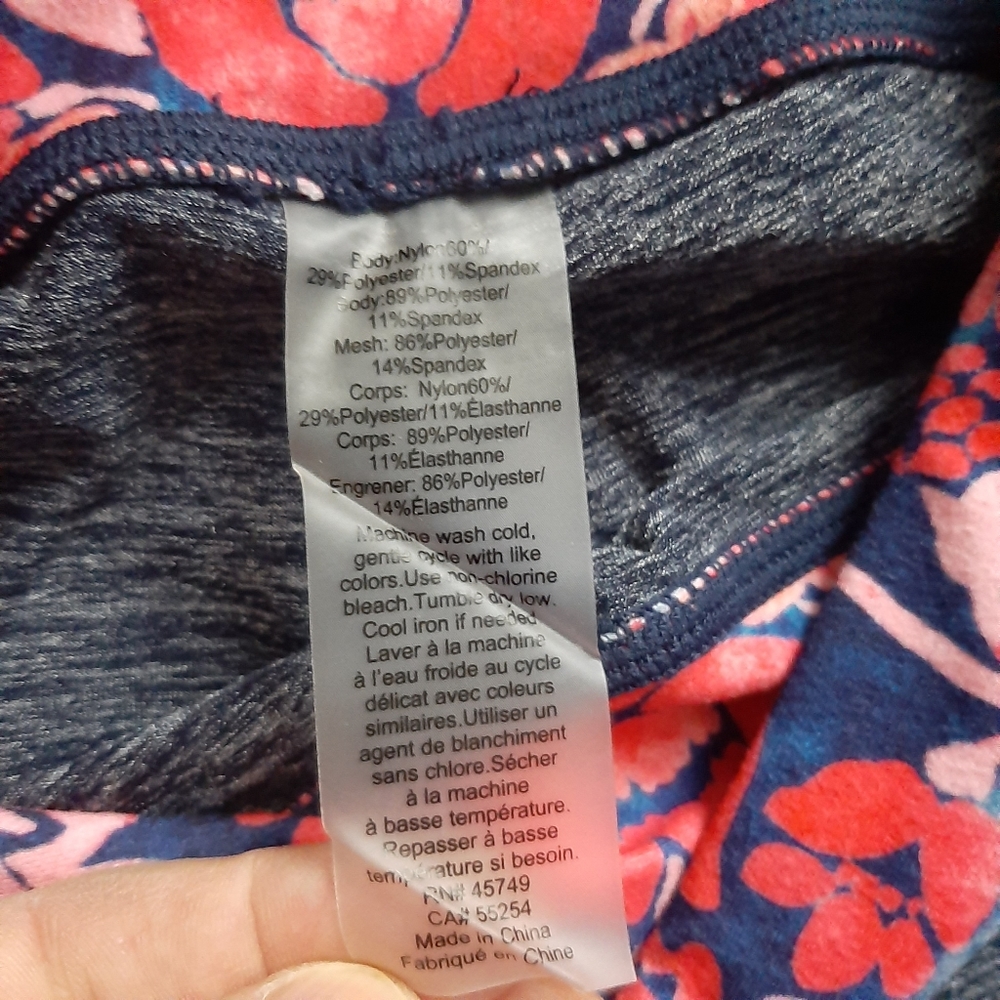 Body:Nylon60%/
29%Polyester/11%Spandex
Body:89%Polyester/
11%Spandex
Mesh: 86%Polyester/
14%Spandex
Corps: Nylon60%/
29%Polyester/11%Élasthanne
Corps: 89%Polyester/
11%Élasthanne
Engrener: 86%Polyester/
14%Élasthanne
Machine wash cold,
gentle cycle with like
colors.Use non-chlorine
bleach.Tumble dry low.
Cool iron if needed.
Laver à la machine
à l'eau froide au cycle
délicat avec coleurs
similaires.Utiliser un
agent de blanchiment
sans chlore.Sécher
à la machine
à basse température.
Repasser à basse
température si besoin.
RN# 45749
CA# 55254
Made in China
Fabriqué en Chine